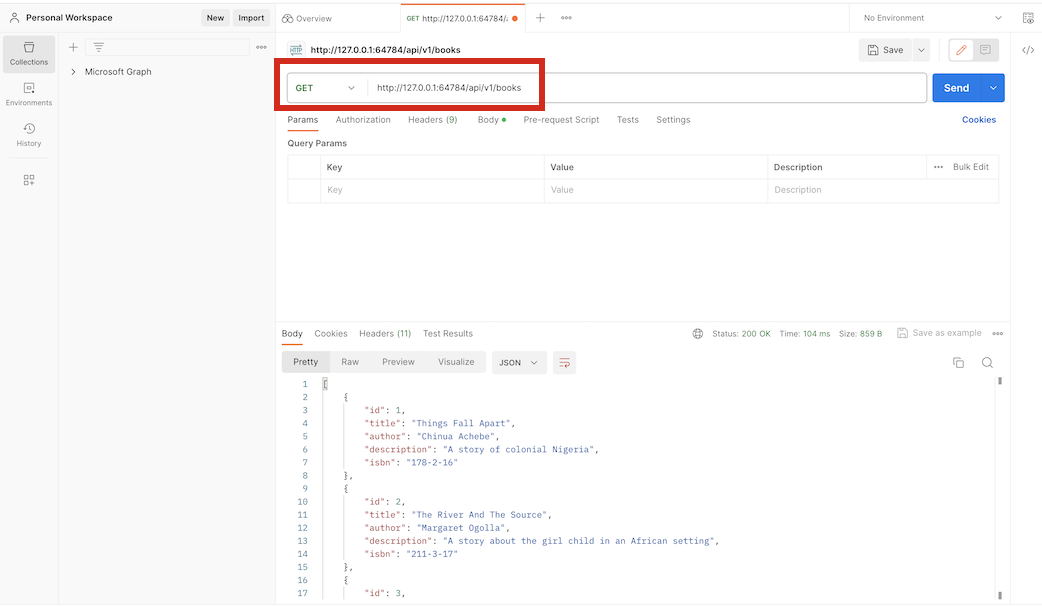 Personal Workspace New Import Overview GET http://127.0.0.1:64784/a No Environment
Collections
Environments
History
Microsoft Graph
HTTP http://127.0.0.1:64784/api/v1/books Save
GET http://127.0.0.1:64784/api/v1/books Send
Params Authorization Headers (9) Body Pre-request Script Tests Settings Cookies
Query Params
Key Value Description Bulk Edit
Key Value Description
Body Cookies Headers (11) Test Results Status: 200 OK Time: 104 ms Size: 859 B Save as example
Pretty Raw Preview Visualize JSON
1 [
2 {
3 "id": 1,
4 "title": "Things Fall Apart",
5 "author": "Chinua Achebe",
6 "description": "A story of colonial Nigeria",
7 "isbn": "178-2-16"
8 },
9 {
10 "id": 2,
11 "title": "The River And The Source",
12 "author": "Margaret Ogolla",
13 "description": "A story about the girl child in an African setting",
14 "isbn": "211-3-17"
15 },
16 {
17 "id": 3,